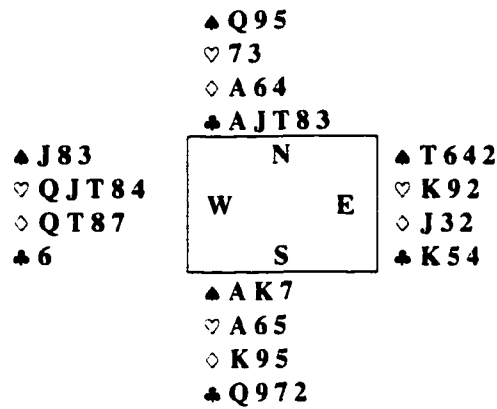 ♠ Q 9 5
♡ 7 3
♢ A 6 4
♣ A J T 8 3
♠ J 8 3 N ♠ T 6 4 2
♡ Q J T 8 4 ♡ K 9 2
W E
♢ Q T 8 7 ♢ J 3 2
♣ 6 S ♣ K 5 4
♠ A K 7
♡ A 6 5
♢ K 9 5
♣ Q 9 7 2